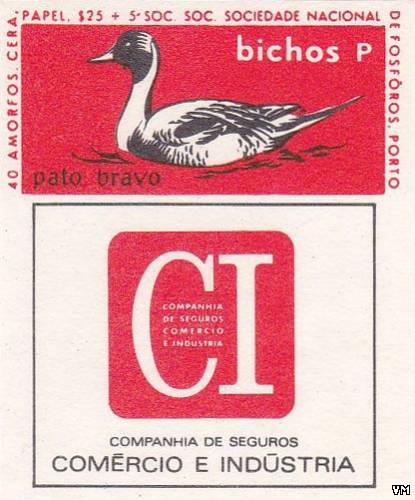 40 AMORFOS. CERA,
PAPEL, $25 + 5- SOC. SOC. SOCIEDADE NACIONAL
DE FOSFÓROS, PORTO
bichos P
pato bravo
CI
COMPANHIA
DE SEGUROS
COMERCIO
E INDUSTRIA
COMPANHIA DE SEGUROS
COMÉRCIO E INDÚSTRIA
VM